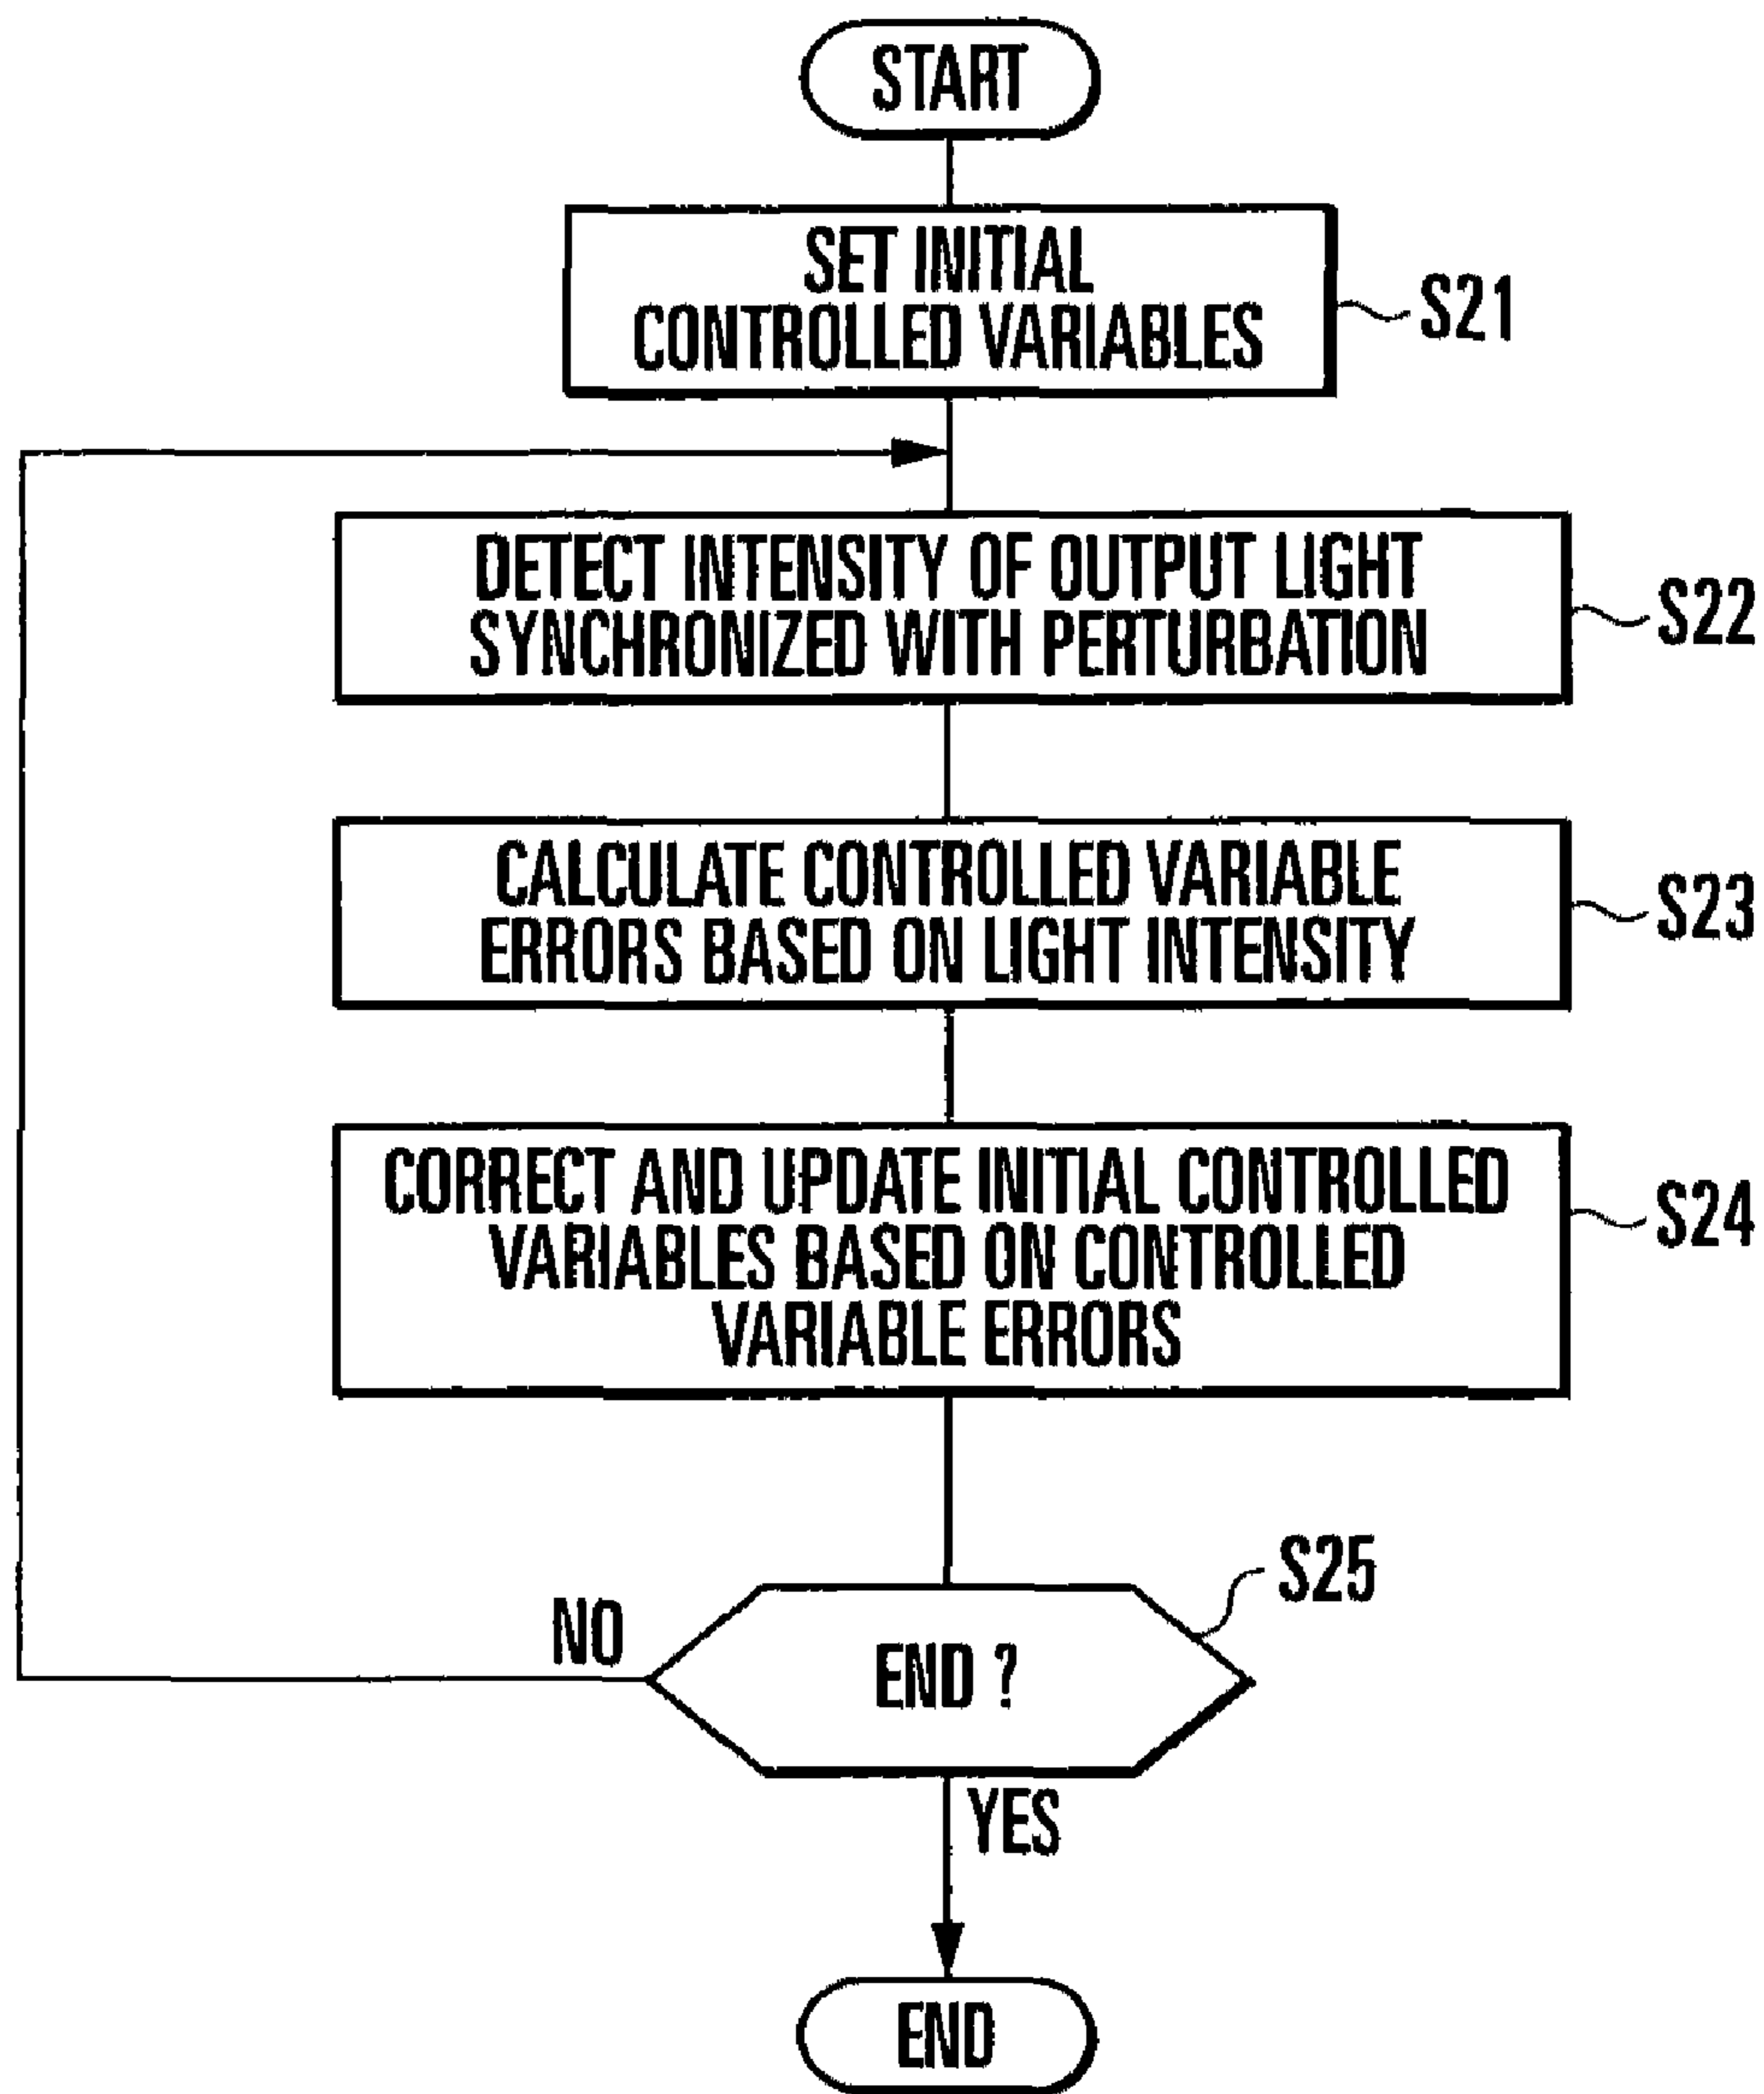 START
SET INITIAL
CONTROLLED VARIABLES
S21
DETECT INTENSITY OF OUTPUT LIGHT
SYNCHRONIZED WITH PERTURBATION
S22
CALCULATE CONTROLLED VARIABLE
ERRORS BASED ON LIGHT INTENSITY
S23
CORRECT AND UPDATE INITIAL CONTROLLED
VARIABLES BASED ON CONTROLLED
VARIABLE ERRORS
S24
S25
NO
END ?
YES
END